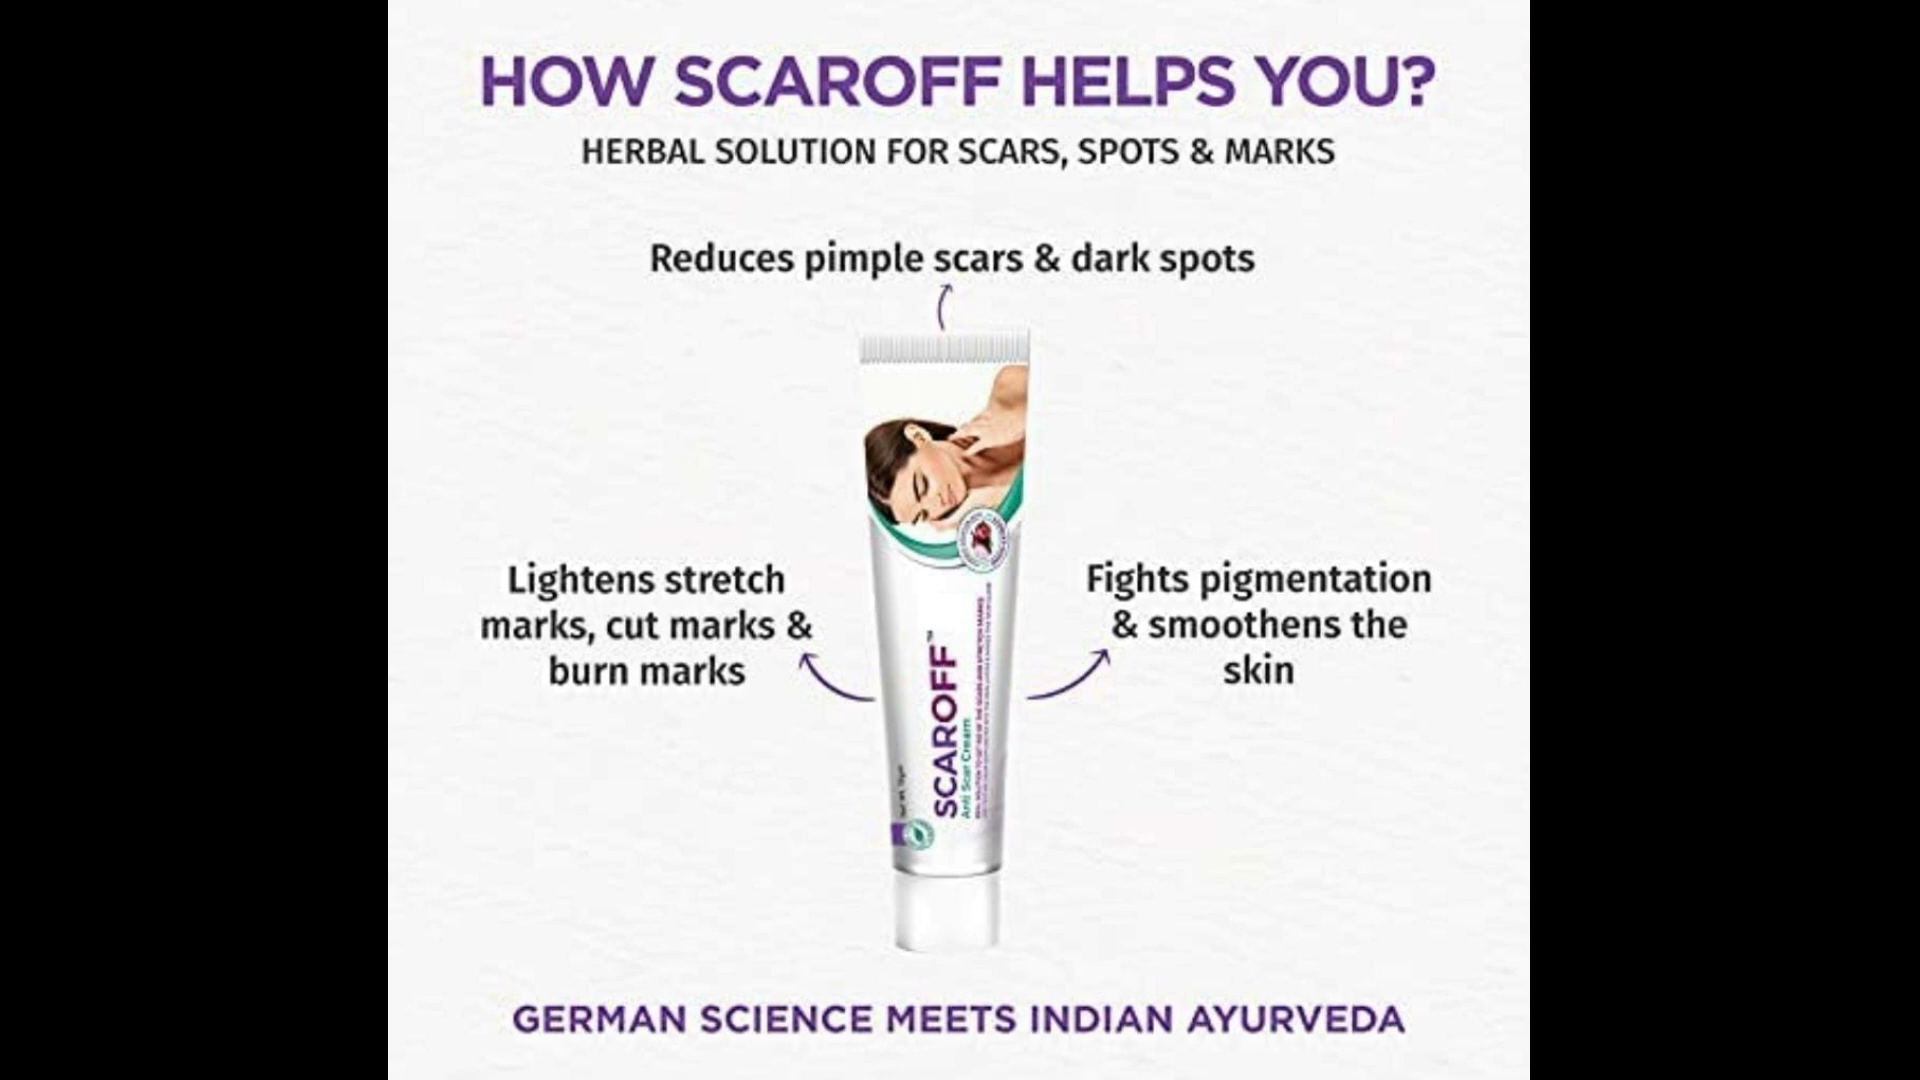 HOW SCAROFF HELPS YOU?
HERBAL SOLUTION FOR SCARS, SPOTS & MARKS
Reduces pimple scars & dark spots
Lightens stretch
marks, cut marks &
burn marks
Fights pigmentation
& smoothens the
skin
SCAROFF™
Anti Scar Cream
GERMAN SCIENCE MEETS INDIAN AYURVEDA